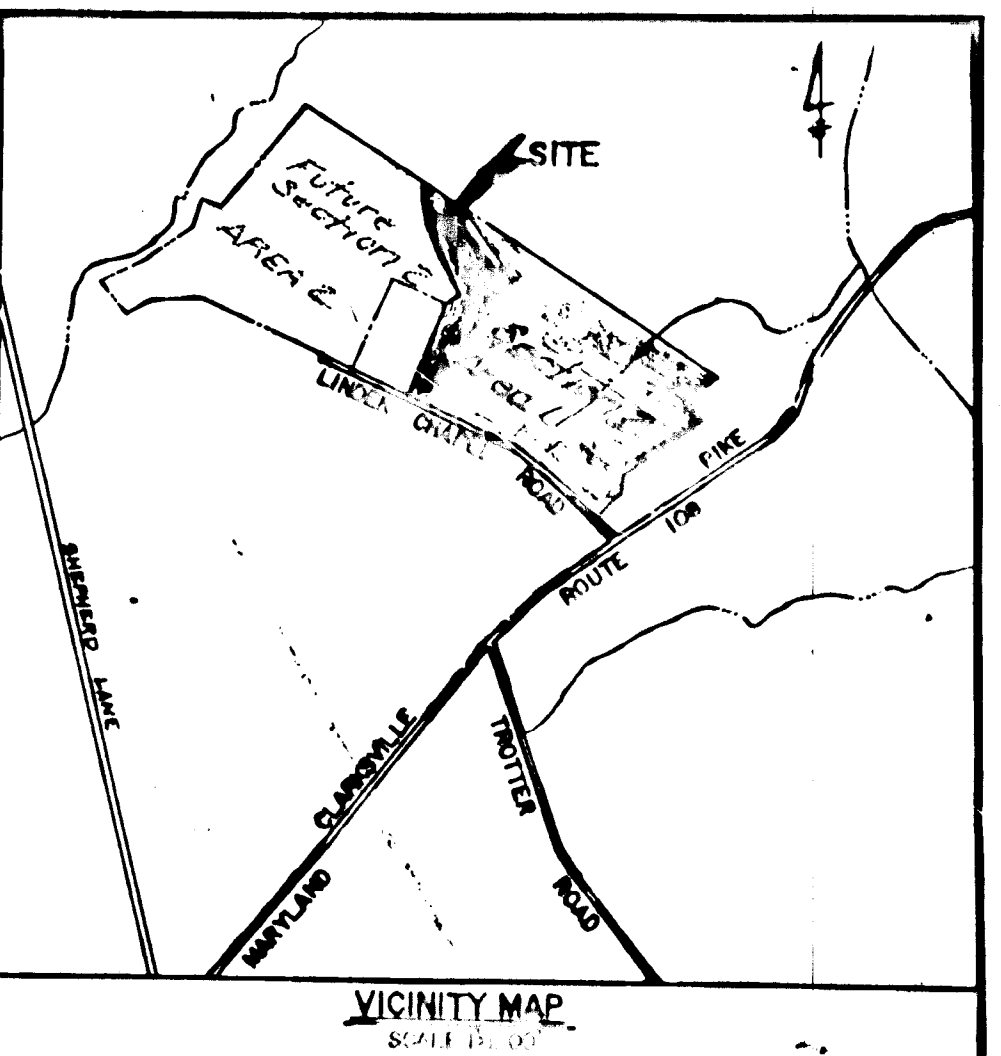 SITE
Future
Section 2
AREA 2
LINDEN CHAPEL ROAD
CLARKSVILLE PIKE
MARYLAND ROUTE 108
SHEPHERD LANE
TROTTER ROAD
VICINITY MAP
SCALE